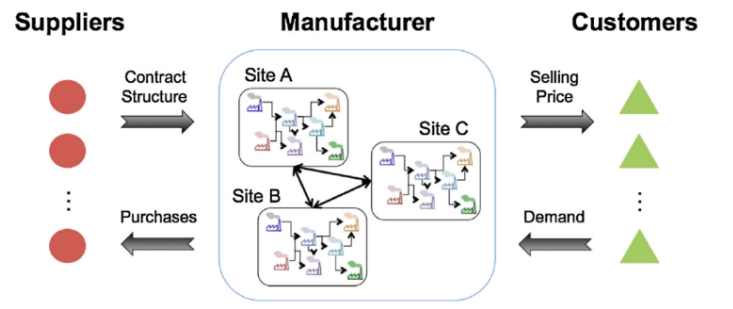 Suppliers
Manufacturer
Customers
Contract
Structure
Purchases
Site A
Site C
Site B
Selling
Price
Demand